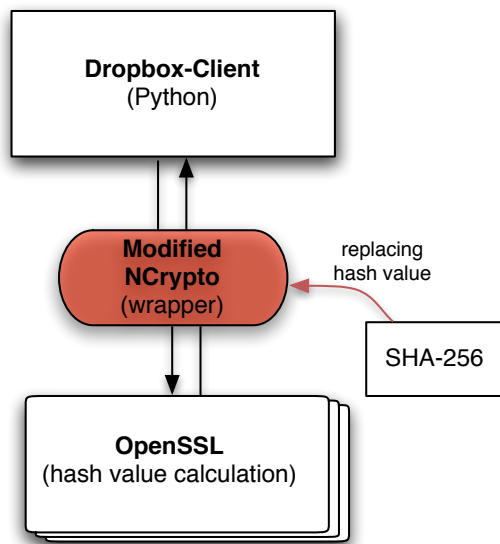 Dropbox-Client
(Python)
Modified
NCrypto
(wrapper)
replacing
hash value
SHA-256
OpenSSL
(hash value calculation)